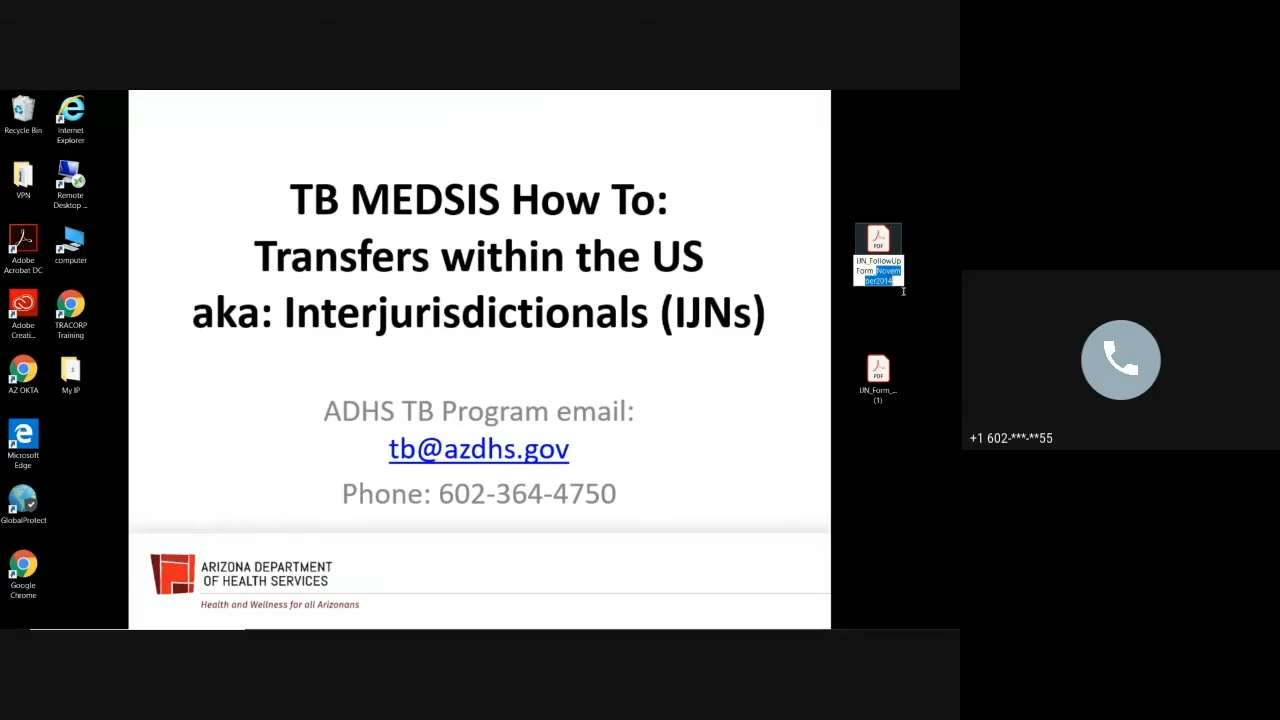 Recycle Bin
Internet
Explorer
VPN
Remote
Desktop ...
Adobe
Acrobat DC
computer
Adobe
Creati...
TRACORP
Training
AZ OKTA
My IP
Microsoft
Edge
GlobalProtect
Google
Chrome
TB MEDSIS How To:
Transfers within the US
aka: Interjurisdictionals (IJNs)
ADHS TB Program email:
tb@azdhs.gov
Phone: 602-364-4750
ARIZONA DEPARTMENT
OF HEALTH SERVICES
Health and Wellness for all Arizonans
PDF
IJN_FollowUp
Form_Novem
ber2014
PDF
IJN_Form_...
(1)
+1 602-***-**55